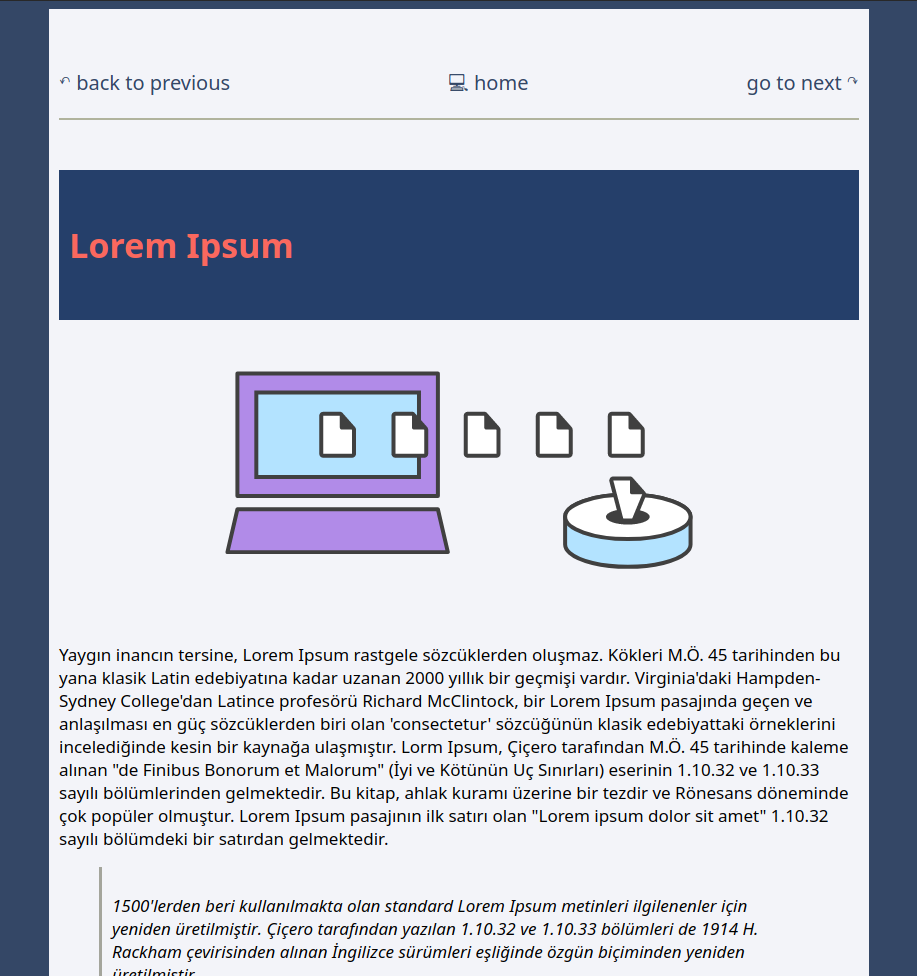 ↶ back to previous
💻 home
go to next ↷
Lorem Ipsum
Yaygın inancın tersine, Lorem Ipsum rastgele sözcüklerden oluşmaz. Kökleri M.Ö. 45 tarihinden bu
yana klasik Latin edebiyatına kadar uzanan 2000 yıllık bir geçmişi vardır. Virginia'daki Hampden-
Sydney College'dan Latince profesörü Richard McClintock, bir Lorem Ipsum pasajında geçen ve
anlaşılması en güç sözcüklerden biri olan 'consectetur' sözcüğünün klasik edebiyattaki örneklerini
incelediğinde kesin bir kaynağa ulaşmıştır. Lorm Ipsum, Çiçero tarafından M.Ö. 45 tarihinde kaleme
alınan "de Finibus Bonorum et Malorum" (İyi ve Kötünün Uç Sınırları) eserinin 1.10.32 ve 1.10.33
sayılı bölümlerinden gelmektedir. Bu kitap, ahlak kuramı üzerine bir tezdir ve Rönesans döneminde
çok popüler olmuştur. Lorem Ipsum pasajının ilk satırı olan "Lorem ipsum dolor sit amet" 1.10.32
sayılı bölümdeki bir satırdan gelmektedir.
1500'lerden beri kullanılmakta olan standard Lorem Ipsum metinleri ilgilenenler için
yeniden üretilmiştir. Çiçero tarafından yazılan 1.10.32 ve 1.10.33 bölümleri de 1914 H.
Rackham çevirisinden alınan İngilizce sürümleri eşliğinde özgün biçiminden yeniden
üretilmiştir.